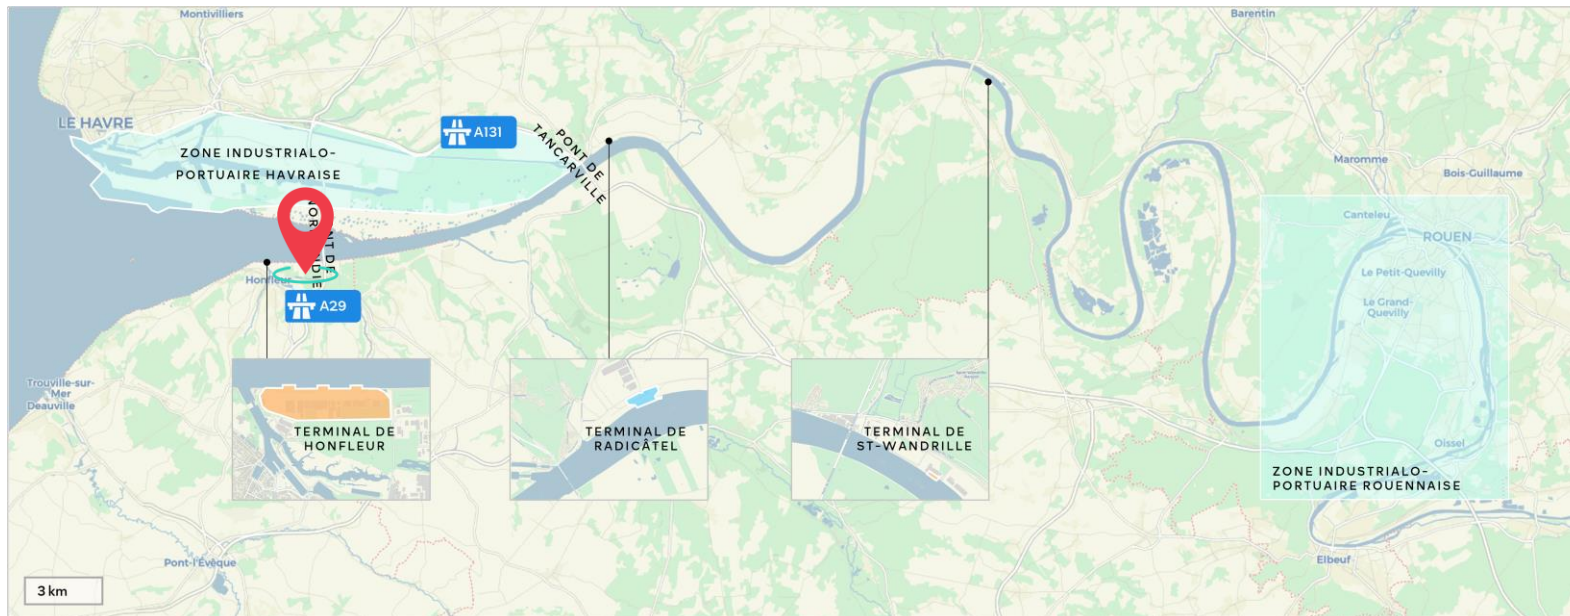 Montivilliers
Barentin
LE HAVRE
A131
PONT DE
TANCARVILLE
ZONE INDUSTRIALO-
PORTUAIRE HAVRAISE
Maromme
Bois-Guillaume
Canteleu
ROUEN
Honfleur
Le Petit-Quevilly
A29
Le Grand-
Quevilly
Trouville-sur-
Mer
Deauville
TERMINAL DE
HONFLEUR
TERMINAL DE
RADICÂTEL
TERMINAL DE
ST-WANDRILLE
Oissel
ZONE INDUSTRIALO-
PORTUAIRE ROUENNAISE
Pont-l'Évêque
Elbeuf
3 km